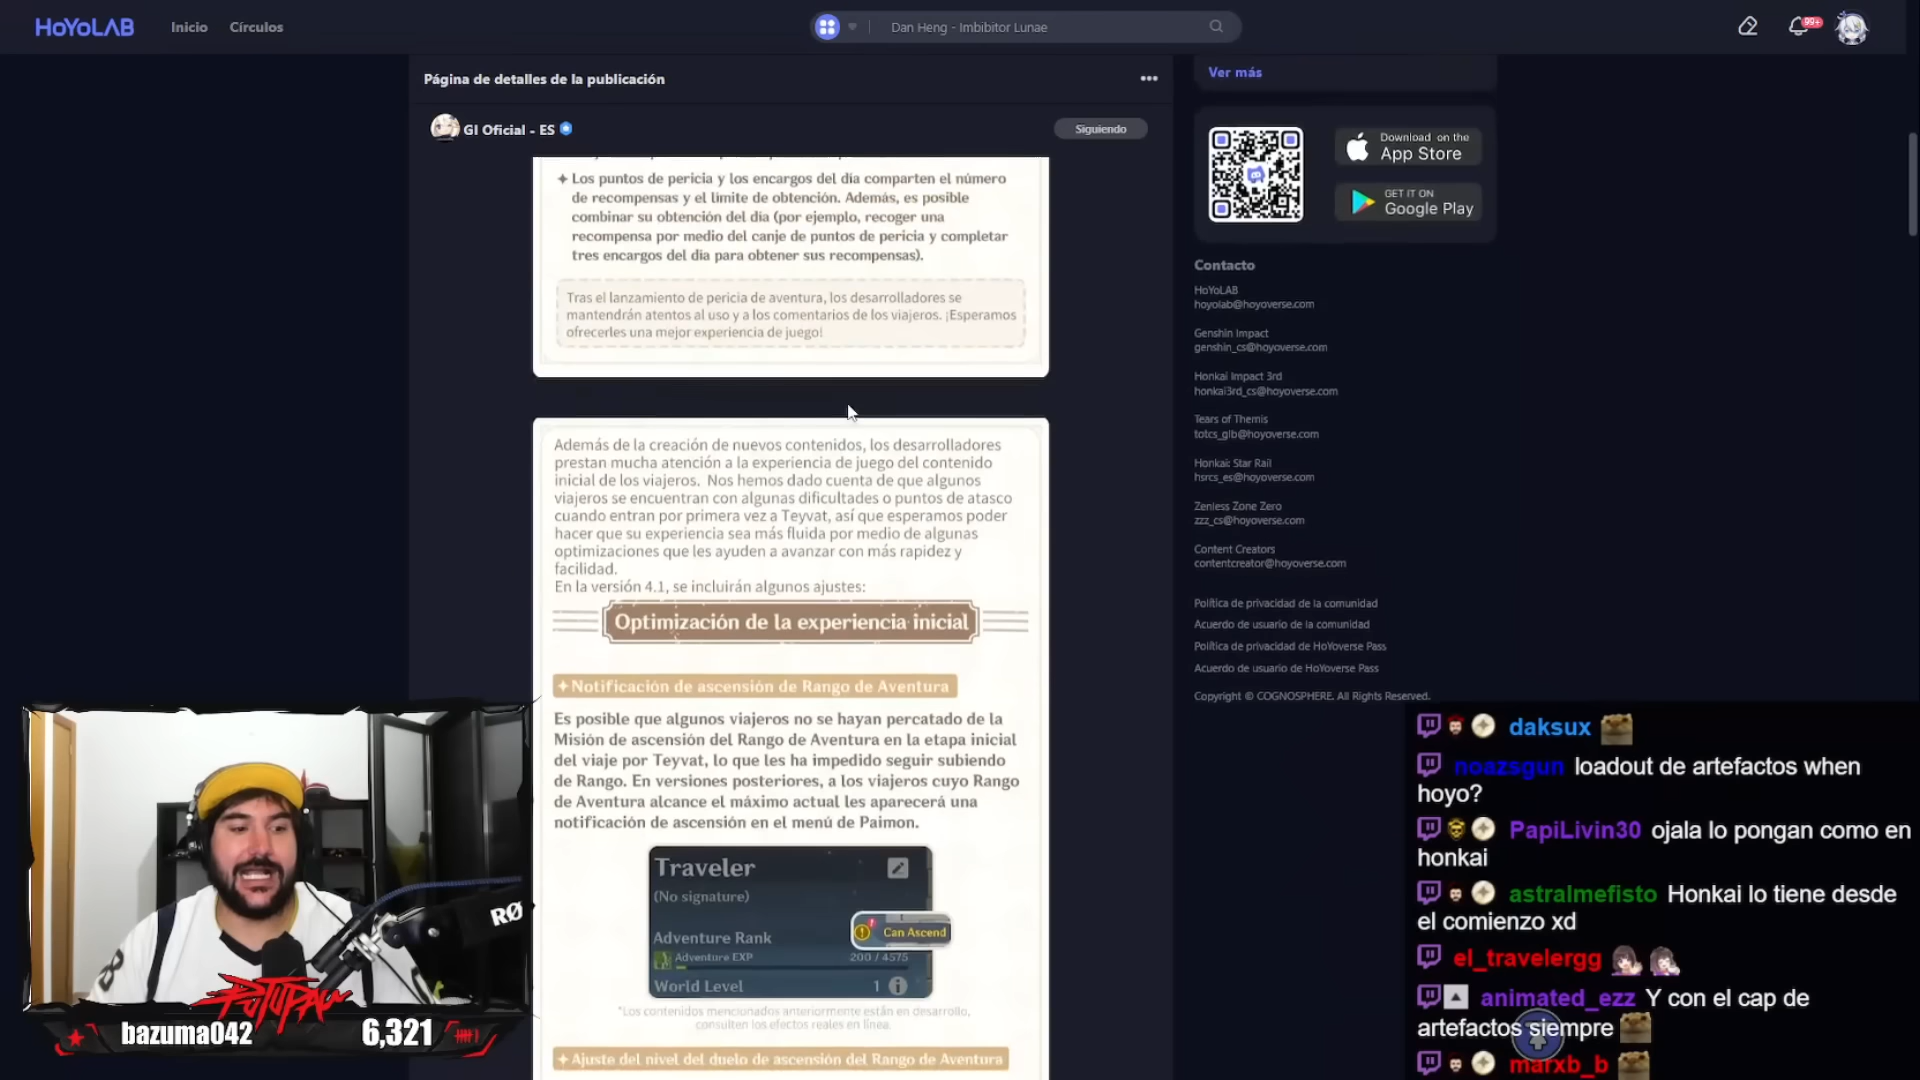 HoYoLAB
Inicio
Círculos
Dan Heng - Imbibitor Lunae
99+
Página de detalles de la publicación
GI Oficial - ES
Siguiendo
✦ Los puntos de pericia y los encargos del día comparten el número
de recompensas y el límite de obtención. Además, es posible
combinar su obtención del día (por ejemplo, recoger una
recompensa por medio del canje de puntos de pericia y completar
tres encargos del día para obtener sus recompensas).
Tras el lanzamiento de pericia de aventura, los desarrolladores se
mantendrán atentos al uso y a los comentarios de los viajeros. ¡Esperamos
ofrecerles una mejor experiencia de juego!
Además de la creación de nuevos contenidos, los desarrolladores
prestan mucha atención a la experiencia de juego del contenido
inicial de los viajeros. Nos hemos dado cuenta de que algunos
viajeros se encuentran con algunas dificultades o puntos de atasco
cuando entran por primera vez a Teyvat, así que esperamos poder
hacer que su experiencia sea más fluida por medio de algunas
optimizaciones que les ayuden a avanzar con más rapidez y
facilidad.
En la versión 4.1, se incluirán algunos ajustes:
Optimización de la experiencia inicial
✦Notificación de ascensión de Rango de Aventura
Es posible que algunos viajeros no se hayan percatado de la
Misión de ascensión del Rango de Aventura en la etapa inicial
del viaje por Teyvat, lo que les ha impedido seguir subiendo
de Rango. En versiones posteriores, a los viajeros cuyo Rango
de Aventura alcance el máximo actual les aparecerá una
notificación de ascensión en el menú de Paimon.
Traveler
(No signature)
Can Ascend
Adventure Rank
Adventure EXP
200 / 4575
World Level
1
*Los contenidos mencionados anteriormente están en desarrollo,
consulten los efectos reales en línea.
✦Ajuste del nivel del duelo de ascensión del Rango de Aventura
Ver más
Download on the
App Store
GET IT ON
Google Play
Contacto
HoYoLAB
hoyolab@hoyoverse.com
Genshin Impact
genshin_cs@hoyoverse.com
Honkai Impact 3rd
honkai3rd_cs@hoyoverse.com
Tears of Themis
totcs_glb@hoyoverse.com
Honkai: Star Rail
hsrcs_es@hoyoverse.com
Zenless Zone Zero
zzz_cs@hoyoverse.com
Content Creators
contentcreator@hoyoverse.com
Política de privacidad de la comunidad
Acuerdo de usuario de la comunidad
Política de privacidad de HoYoverse Pass
Acuerdo de usuario de HoYoverse Pass
Copyright © COGNOSPHERE. All Rights Reserved.
daksux
noazsgun loadout de artefactos when
hoyo?
PapiLivin30 ojala lo pongan como en
honkai
astralmefisto Honkai lo tiene desde
el comienzo xd
el_travelergg
animated_ezz Y con el cap de
artefactos siempre
marxb_b
RØ
bazuma042
6,321